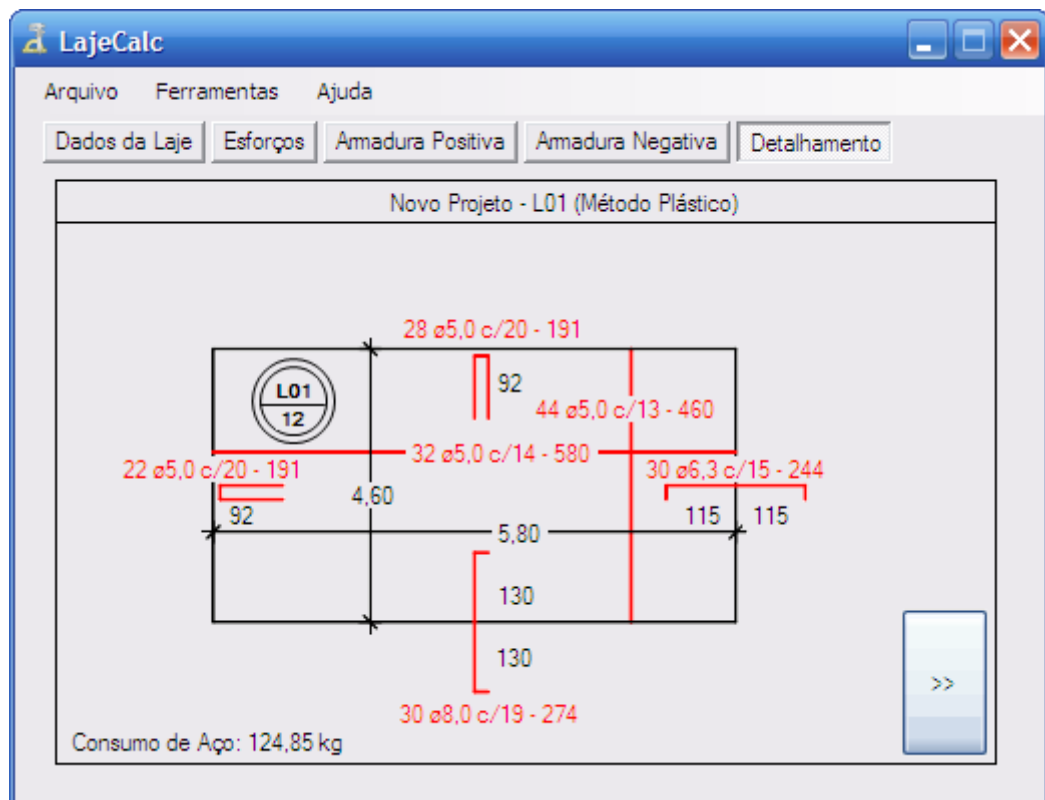 LajeCalc
Arquivo Ferramentas Ajuda
Dados da Laje Esforços Armadura Positiva Armadura Negativa Detalhamento
Novo Projeto - L01 (Método Plástico)
28 ø5,0 c/20 - 191
92
L01
12
44 ø5,0 c/13 - 460
32 ø5,0 c/14 - 580
22 ø5,0 c/20 - 191
30 ø6,3 c/15 - 244
4,60
92
115 115
5,80
130
130
>>
30 ø8,0 c/19 - 274
Consumo de Aço: 124,85 kg